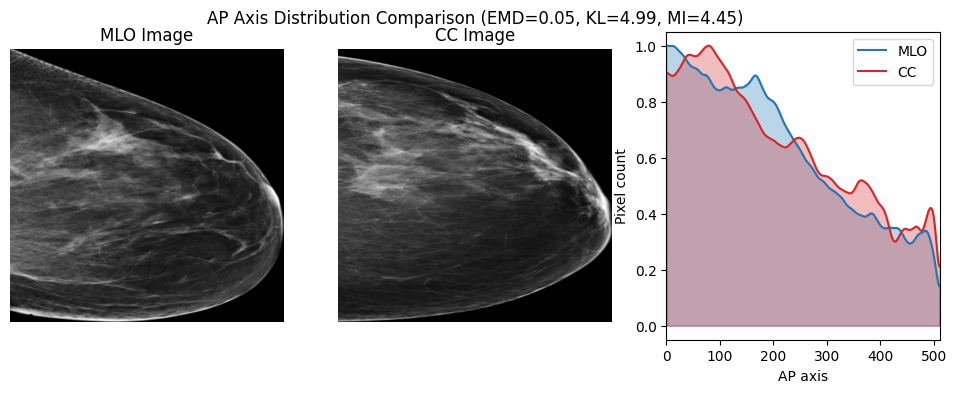 AP Axis Distribution Comparison (EMD=0.05, KL=4.99, MI=4.45)
MLO Image
CC Image
MLO
CC
Pixel count
1.0
0.8
0.6
0.4
0.2
0.0
0 100 200 300 400 500
AP axis